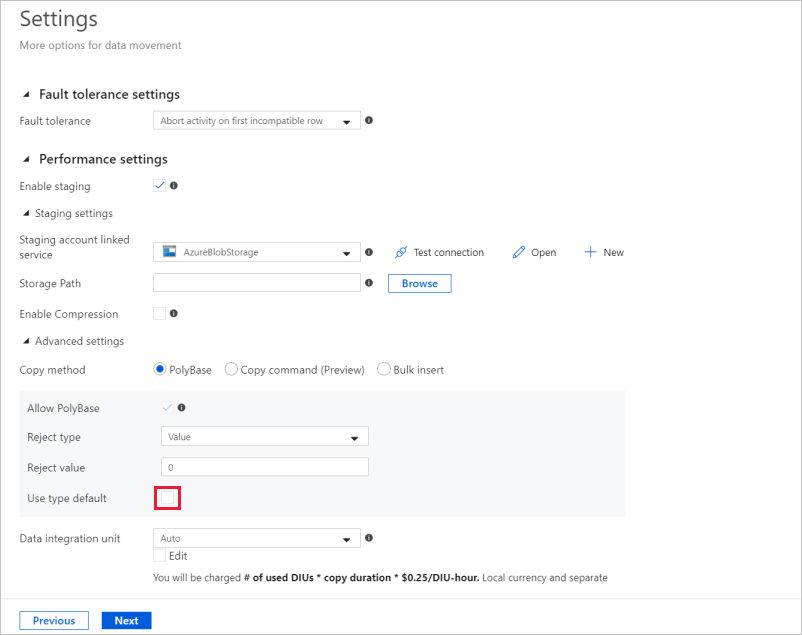 Settings
More options for data movement
Fault tolerance settings
Fault tolerance
Abort activity on first incompatible row
Performance settings
Enable staging
Staging settings
Staging account linked
service
AzureBlobStorage
Test connection
Open
New
Storage Path
Browse
Enable Compression
Advanced settings
Copy method
PolyBase
Copy command (Preview)
Bulk insert
Allow PolyBase
Reject type
Value
Reject value
0
Use type default
Data integration unit
Auto
Edit
You will be charged # of used DIUs * copy duration * $0.25/DIU-hour. Local currency and separate
Previous
Next